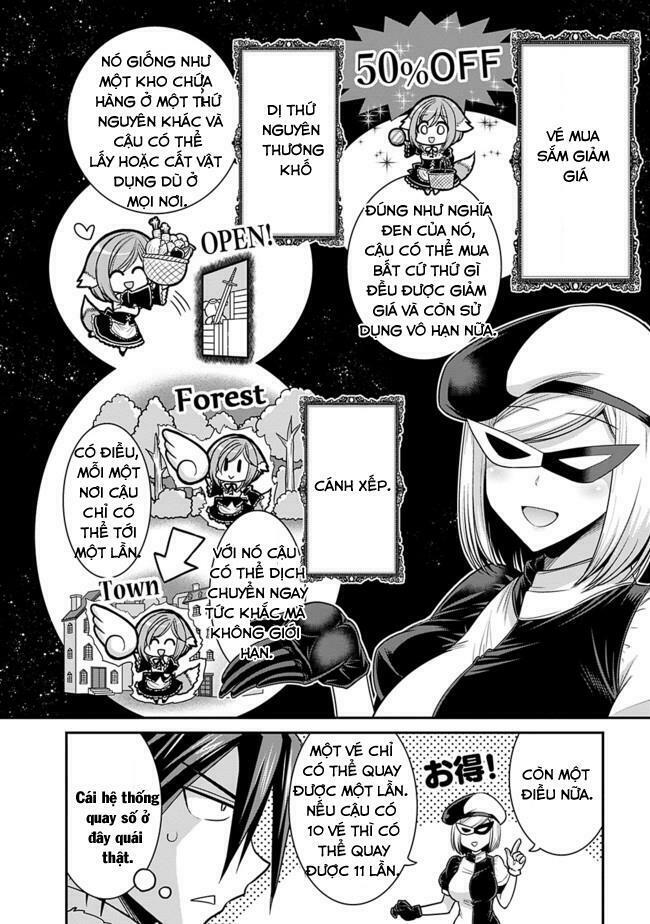 VÉ MUA
SẮM GIẢM
GIÁ
50%OFF
ĐÚNG NHƯ NGHĨA
ĐEN CỦA NÓ,
CẬU CÓ THỂ MUA
BẤT CỨ THỨ GÌ
ĐỀU ĐƯỢC GIẢM
GIÁ VÀ CÒN SỬ
DỤNG VÔ HẠN NỮA.
DỊ THỨ
NGUYÊN
THƯƠNG
KHỐ
NÓ GIỐNG NHƯ
MỘT KHO CHỨA
HÀNG Ở MỘT THỨ
NGUYÊN KHÁC VÀ
CẬU CÓ THỂ
LẤY HOẶC CẤT VẬT
DỤNG DÙ Ở
MỌI NƠI.
OPEN!
CÁNH XẾP.
Forest
VỚI NÓ CẬU
CÓ THỂ DỊCH
CHUYỂN NGAY
TỨC KHẮC MÀ
KHÔNG GIỚI
HẠN.
CÓ ĐIỀU,
MỖI MỘT
NƠI CẬU
CHỈ CÓ
THỂ TỚI
MỘT LẦN.
Town
CÒN MỘT
ĐIỀU NỮA.
お得!
MỘT VÉ CHỈ
CÓ THỂ QUAY
ĐƯỢC MỘT LẦN.
NẾU CẬU CÓ
10 VÉ THÌ CÓ
THỂ QUAY
ĐƯỢC 11 LẦN.
Cái hệ thống
quay số ở
đây quái
thật.